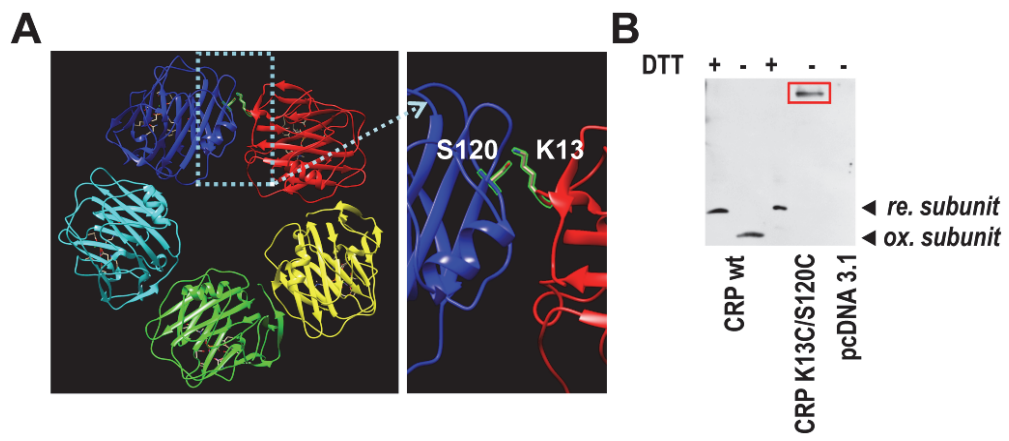 A
B
S120
K13
DTT
+ - + - -
◄ re. subunit
◄ ox. subunit
CRP wt
CRP K13C/S120C
pcDNA 3.1